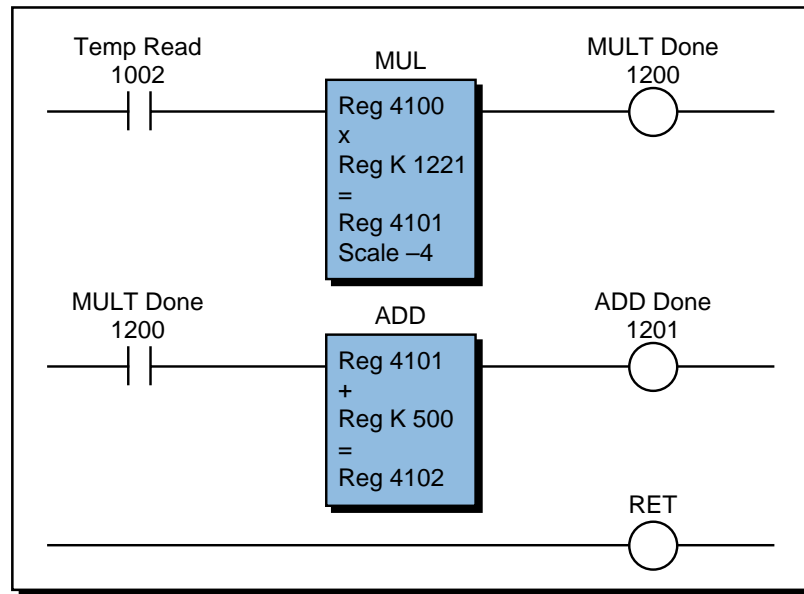 Temp Read
1002
MUL
MULT Done
1200
Reg 4100
x
Reg K 1221
=
Reg 4101
Scale –4
MULT Done
1200
ADD
ADD Done
1201
Reg 4101
+
Reg K 500
=
Reg 4102
RET